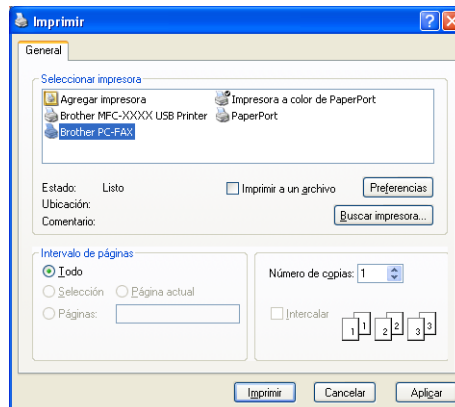 Imprimir
General
Seleccionar impresora
Agregar impresora
Impresora a color de PaperPort
Brother MFC-XXXX USB Printer
PaperPort
Brother PC-FAX
Estado: Listo
Imprimir a un archivo
Preferencias
Ubicación:
Comentario:
Buscar impresora...
Intervalo de páginas
Todo
Número de copias: 1
Selección
Página actual
Páginas:
Intercalar
1 1 2 2 3 3
Imprimir
Cancelar
Aplicar